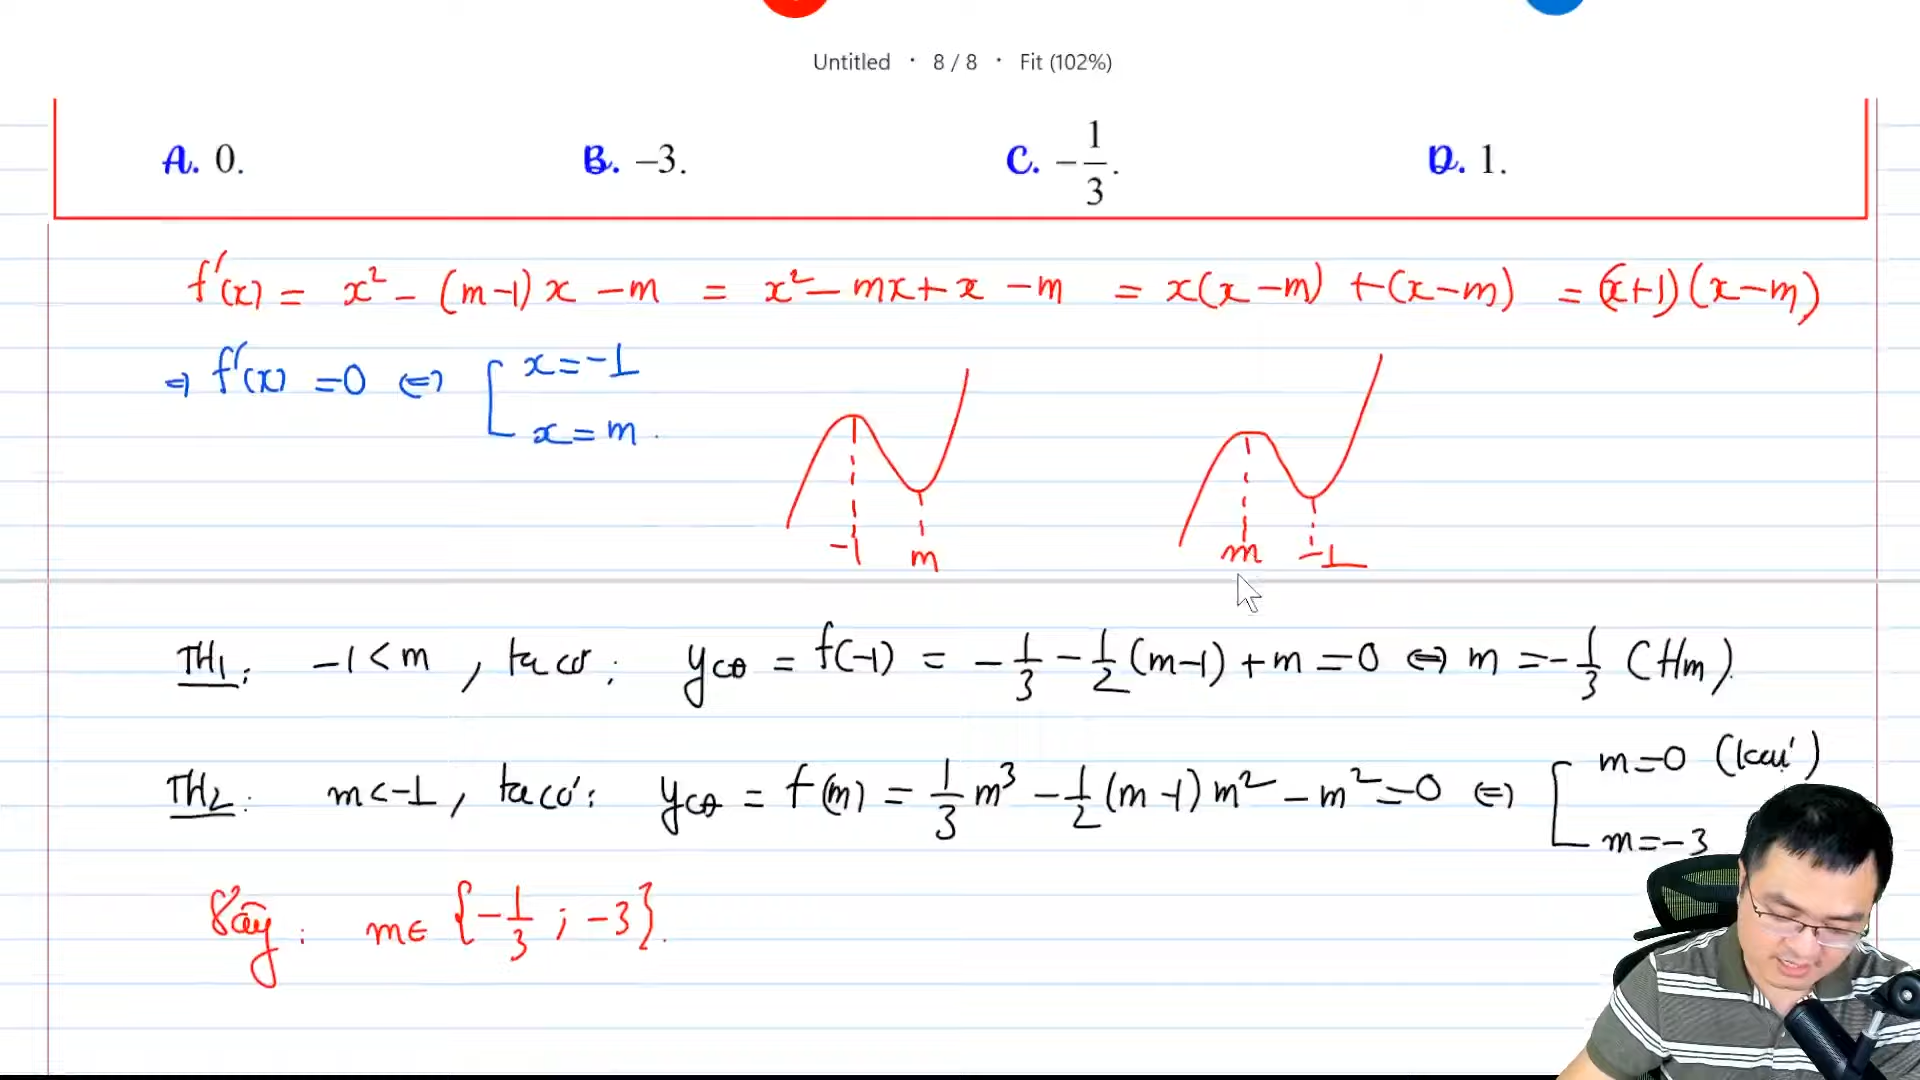 Untitled · 8 / 8 · Fit (102%)
A. 0. B. –3. C. –1/3. D. 1.
f'(x) = x² – (m–1)x – m = x² – mx + x – m = x(x–m) + (x–m) = (x+1)(x–m)
⇒ f'(x) = 0 ⇔ [ x = –1
x = m.
–1 m m –1
TH1: –1 < m, ta có: yCĐ = f(–1) = –1/3 – 1/2(m–1) + m = 0 ⇔ m = –1/3 (tm).
TH2: m < –1, ta có: yCĐ = f(m) = 1/3 m³ – 1/2(m–1)m² – m² = 0 ⇔ [ m = 0 (loại)
m = –3
Vậy: m ∈ {–1/3 ; –3}.